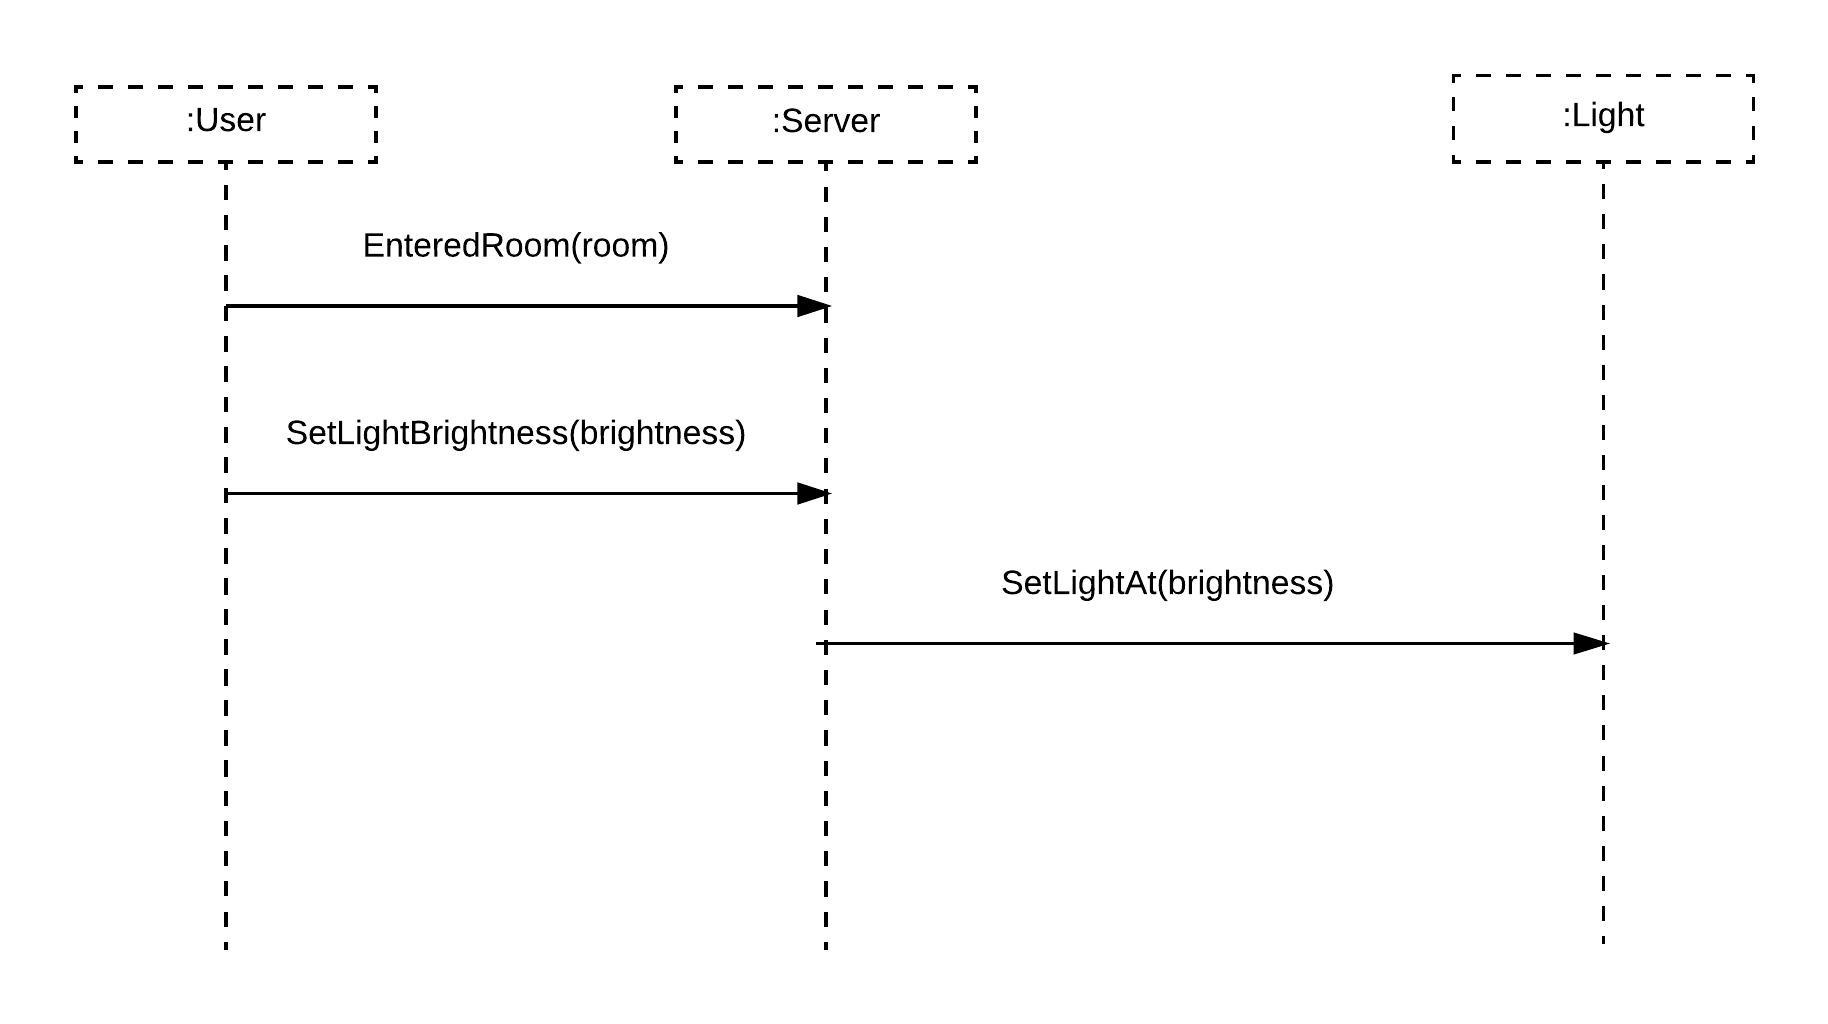 :User
:Server
:Light
EnteredRoom(room)
SetLightBrightness(brightness)
SetLightAt(brightness)